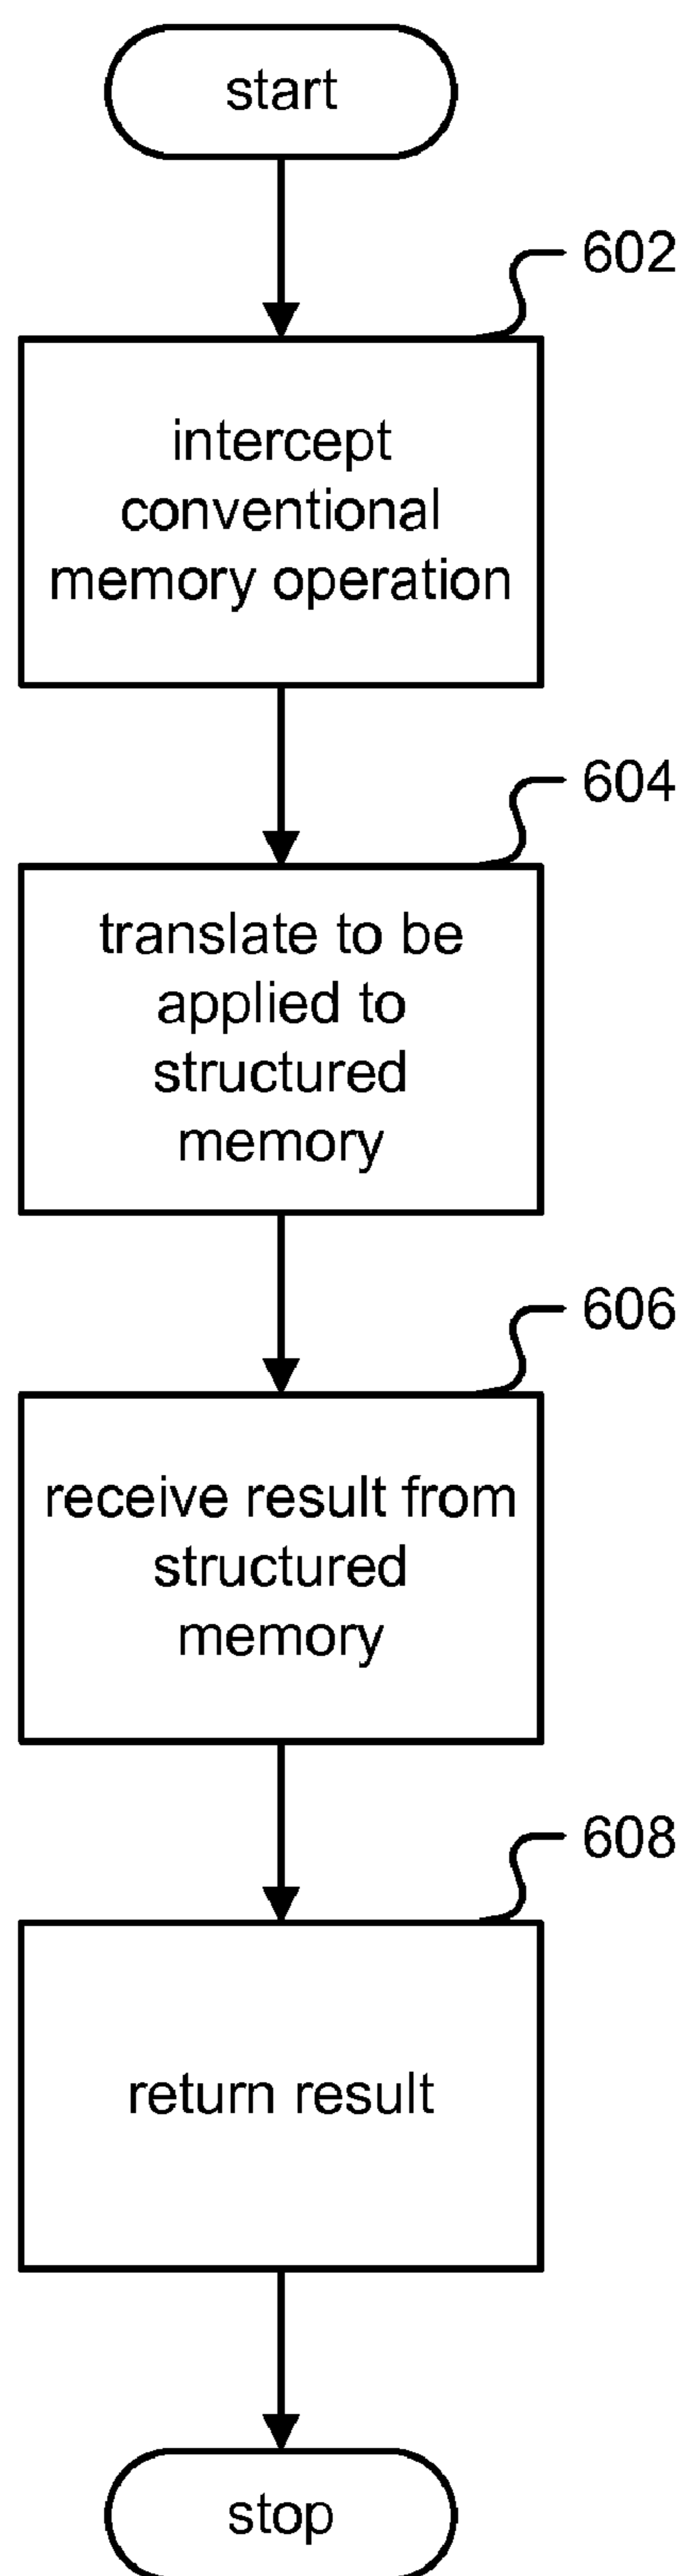 start
602
intercept
conventional
memory operation
604
translate to be
applied to
structured
memory
606
receive result from
structured
memory
608
return result
stop